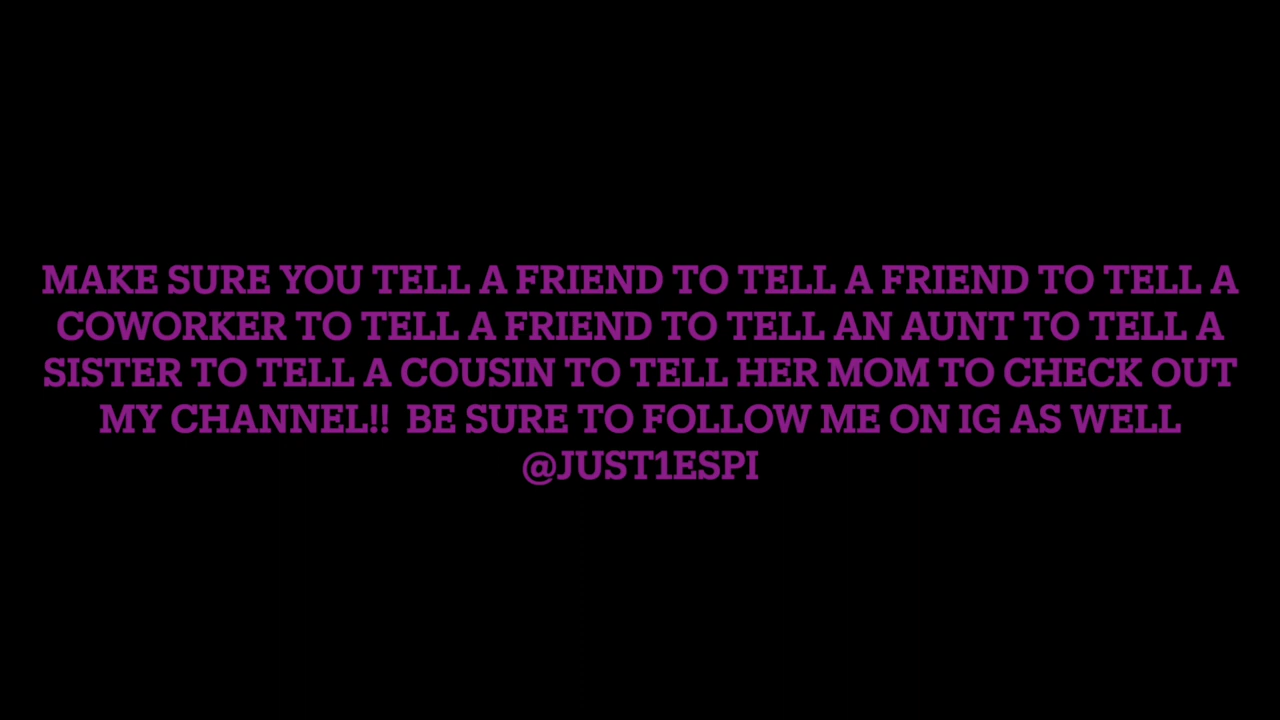 MAKE SURE YOU TELL A FRIEND TO TELL A FRIEND TO TELL A
COWORKER TO TELL A FRIEND TO TELL AN AUNT TO TELL A
SISTER TO TELL A COUSIN TO TELL HER MOM TO CHECK OUT
MY CHANNEL!!  BE SURE TO FOLLOW ME ON IG AS WELL
@JUST1ESPI